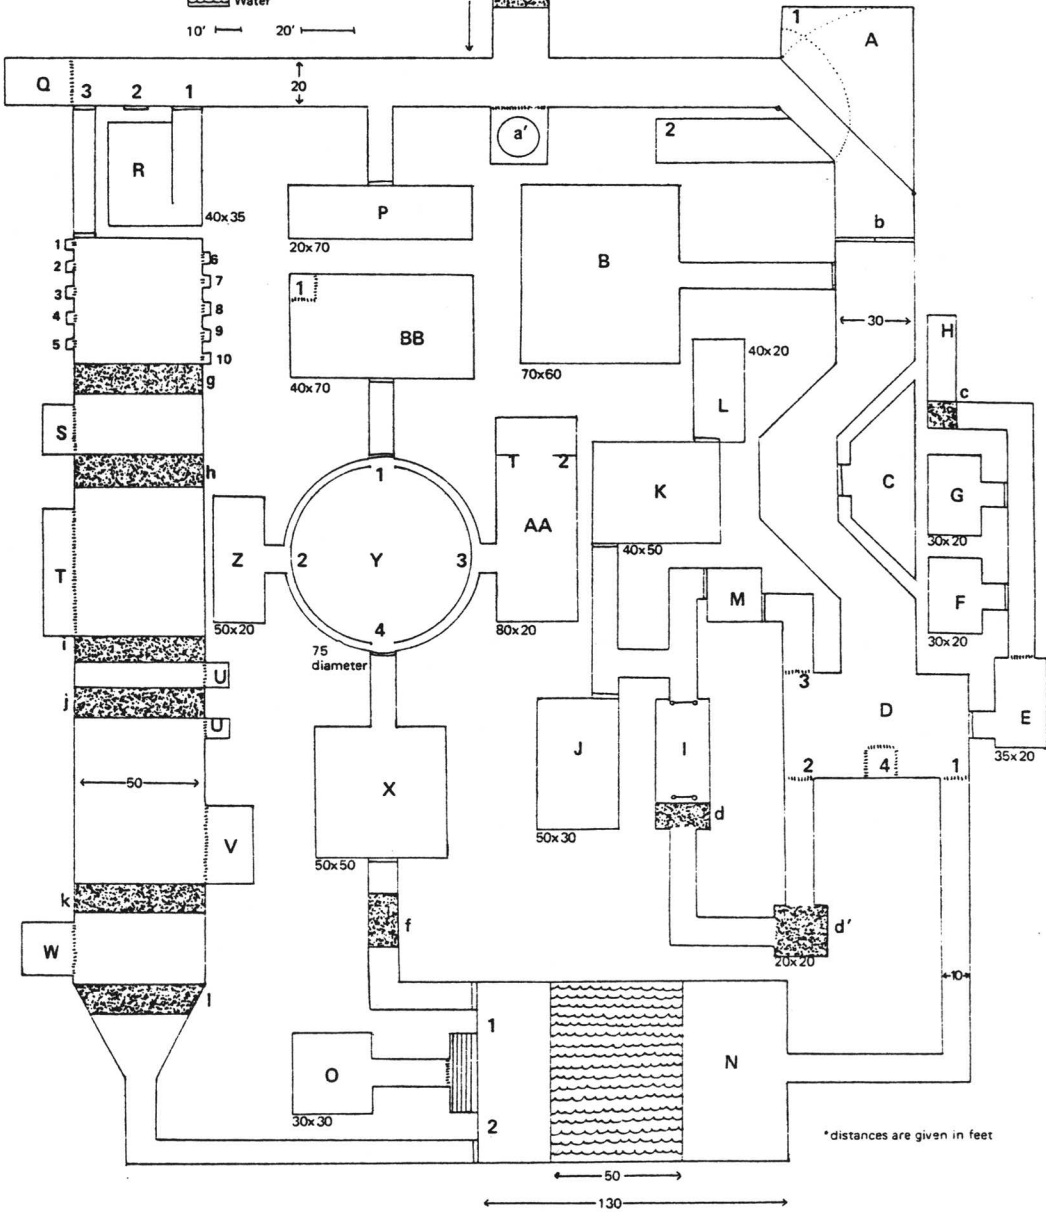 Water
10' 20'
1 A
Q 3 2 1 20
a' 2
R
40x35
P
20x70
b
B
1 6
2 7
3 8
4 9
5 10
1
BB
30
H
40x20
40x70
70x60
g
L
c
S
h
T 2
1
K
C
G
AA
Z 2 Y 3
40x50
30x20
T
M
F
50x20
4
80x20
30x20
i
75
diameter
U
3
j
U
D
E
J
I
2 4 1
35x20
50
X
d
V
50x50
50x30
k
f
d'
W
20x20
10
l
1
O
N
30x30
2
*distances are given in feet
50
130